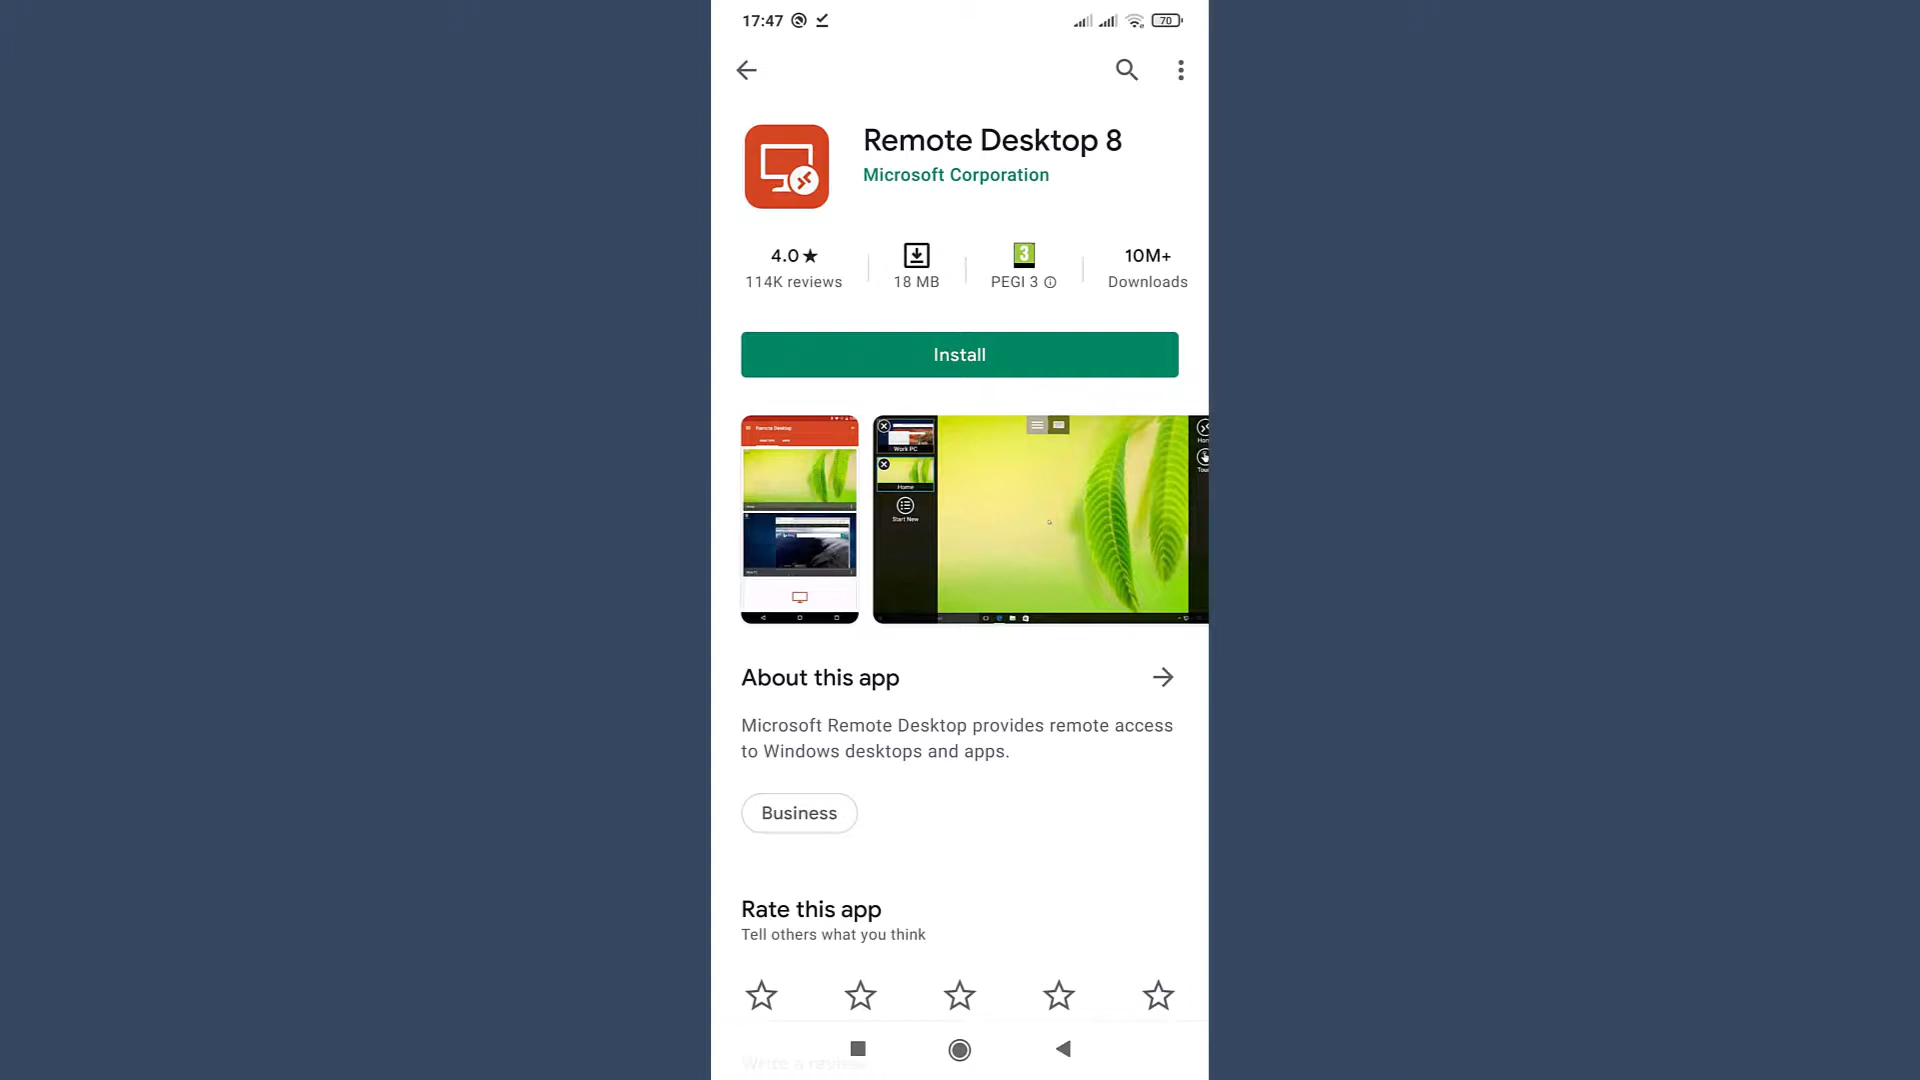 17:47
70
Remote Desktop 8
Microsoft Corporation
4.0★
114K reviews
18 MB
3
PEGI 3
10M+
Downloads
Install
Remote Desktop
Work PC
Home
Start New
About this app
Microsoft Remote Desktop provides remote access
to Windows desktops and apps.
Business
Rate this app
Tell others what you think
Write a review